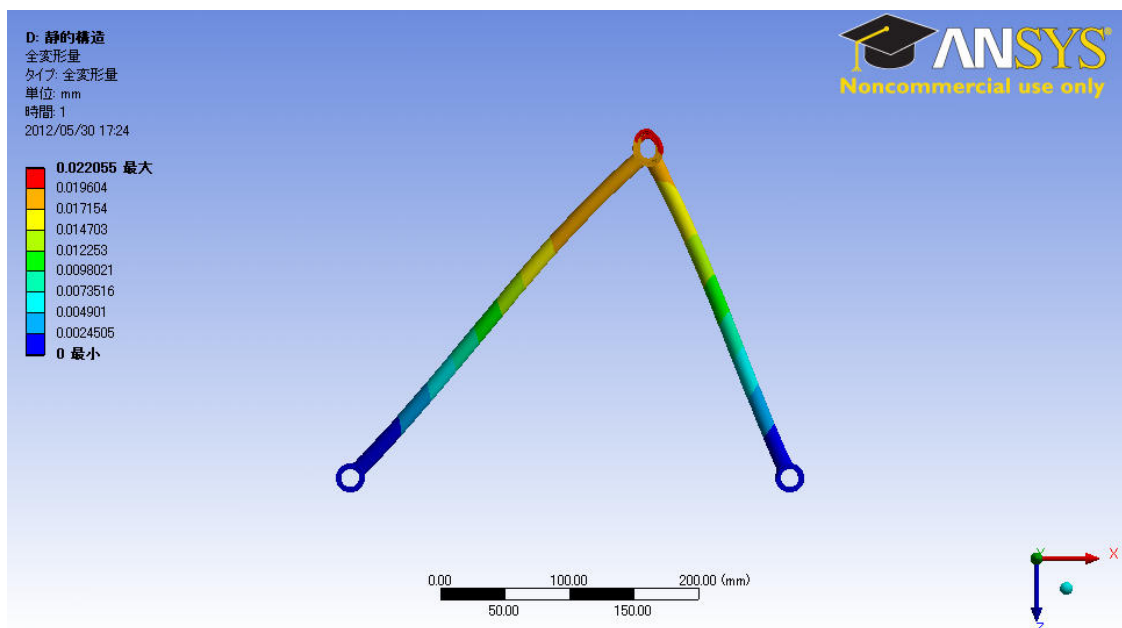 D: 静的構造
全変形量
タイプ: 全変形量
単位: mm
時間: 1
2012/05/30 17:24
0.022055 最大
0.019604
0.017154
0.014703
0.012253
0.0098021
0.0073516
0.004901
0.0024505
0 最小
ANSYS
Noncommercial use only
0.00 100.00 200.00 (mm)
50.00 150.00
Y X
Z